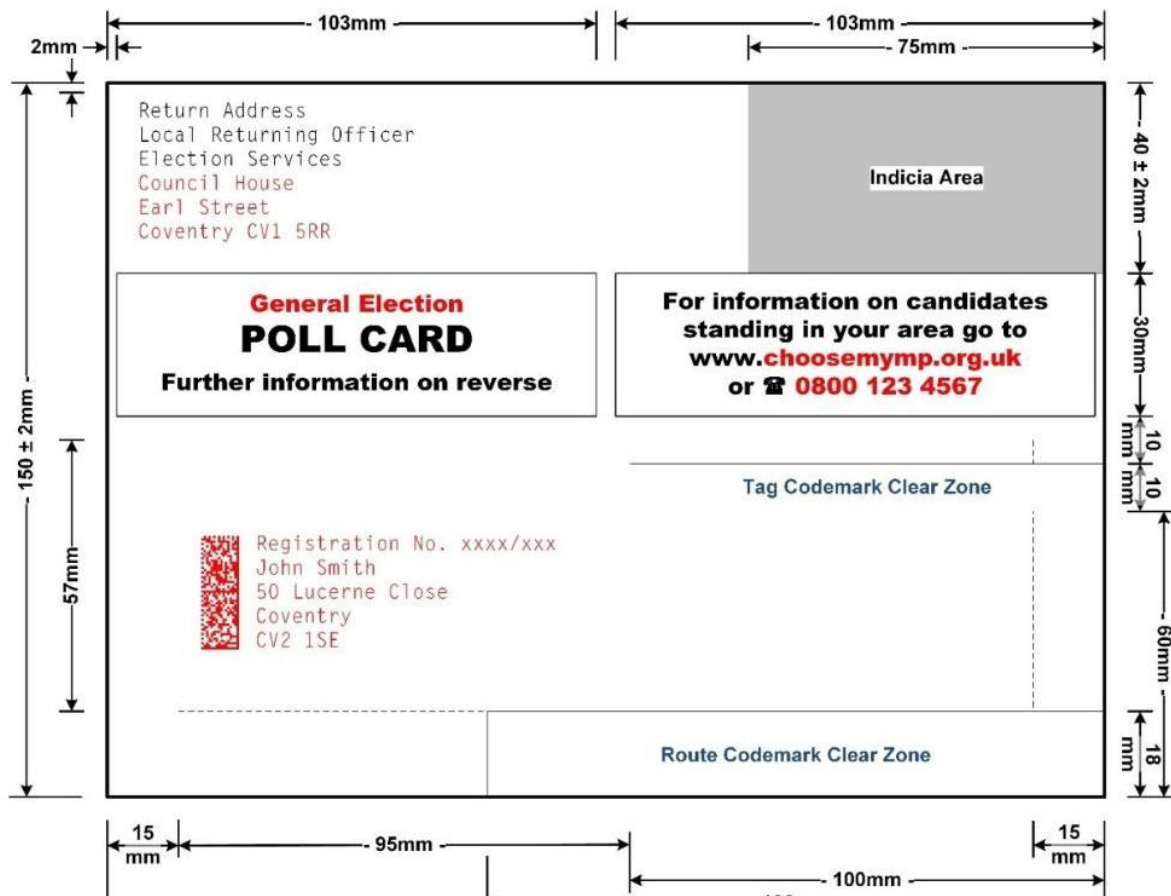 - 103mm -
- 103mm -
2mm
- 75mm -
Return Address
Local Returning Officer
Election Services
Council House
Earl Street
Coventry CV1 5RR
Indicia Area
- 40 ± 2mm -
General Election
POLL CARD
Further information on reverse
For information on candidates
standing in your area go to
www.choosemymp.org.uk
or ☎ 0800 123 4567
30mm
- 150 ± 2mm -
10
mm
10
mm
Tag Codemark Clear Zone
57mm
Registration No. xxxx/xxx
John Smith
50 Lucerne Close
Coventry
CV2 1SE
- 60mm -
Route Codemark Clear Zone
18
mm
15
mm
- 95mm -
15
mm
- 100mm -